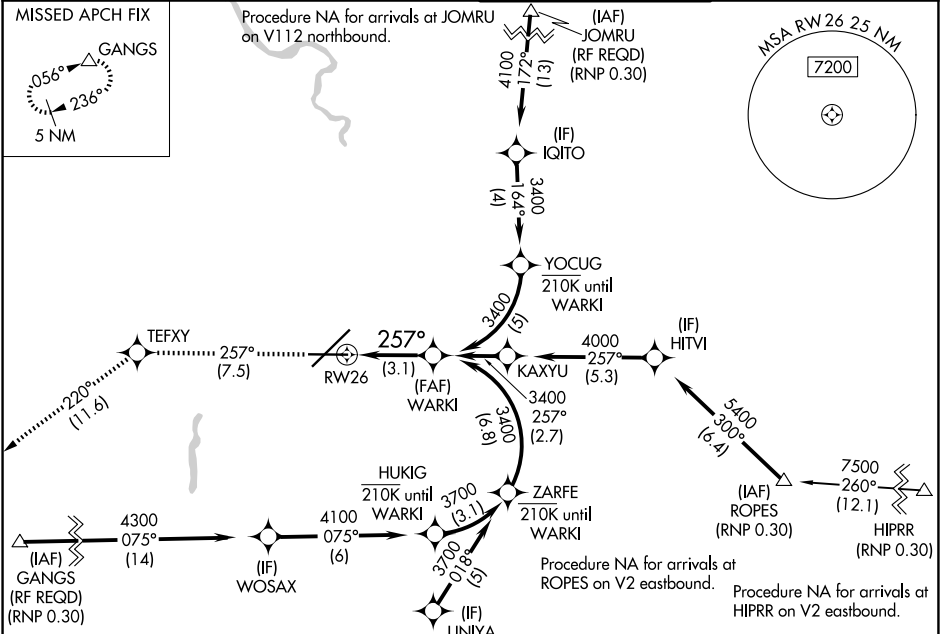 MISSED APCH FIX
GANGS
056°
236°
5 NM
Procedure NA for arrivals at JOMRU
on V112 northbound.
(IAF)
JOMRU
(RF REQD)
(RNP 0.30)
4100
172°
(13)
MSA RW 26 25 NM
7200
(IF)
IQITO
3400
164°
(4)
YOCUG
210K until
WARKI
3400
(5)
TEFXY
257°
(7.5)
RW26
257°
(3.1)
(FAF)
WARKI
KAXYU
4000
257°
(5.3)
(IF)
HITVI
3400
257°
(2.7)
220°
(11.6)
3400
(6.8)
5400
300°
(6.4)
HUKIG
210K until
WARKI
3700
(3.1)
ZARFE
210K until
WARKI
(IAF)
ROPES
(RNP 0.30)
7500
260°
(12.1)
HIPRR
(RNP 0.30)
4300
075°
(14)
(IAF)
GANGS
(RF REQD)
(RNP 0.30)
4100
075°
(6)
(IF)
WOSAX
3700
018°
(5)
(IF)
UNIYA
Procedure NA for arrivals at
ROPES on V2 eastbound.
Procedure NA for arrivals at
HIPRR on V2 eastbound.